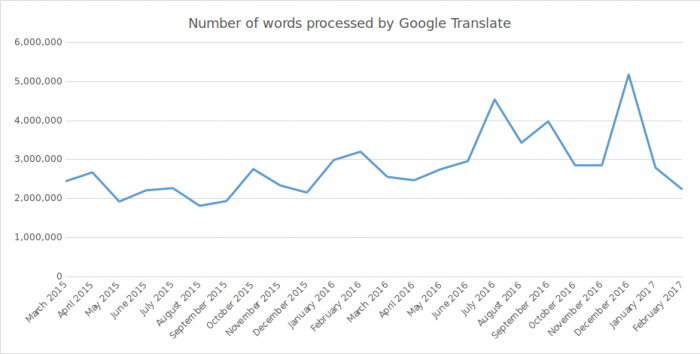 Number of words processed by Google Translate
6,000,000
5,000,000
4,000,000
3,000,000
2,000,000
1,000,000
0
March 2015
April 2015
May 2015
June 2015
July 2015
August 2015
September 2015
October 2015
November 2015
December 2015
January 2016
February 2016
March 2016
April 2016
May 2016
June 2016
July 2016
August 2016
September 2016
October 2016
November 2016
December 2016
January 2017
February 2017